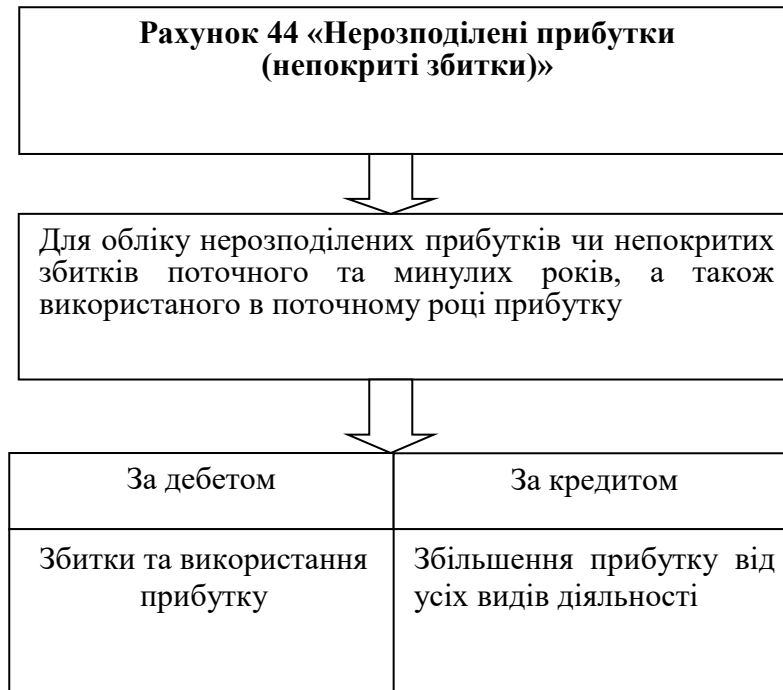 Рахунок 44 «Нерозподілені прибутки
(непокриті збитки)»
Для обліку нерозподілених прибутків чи непокритих
збитків поточного та минулих років, а також
використаного в поточному році прибутку
За дебетом
За кредитом
Збитки та використання
прибутку
Збільшення прибутку від
усіх видів діяльності